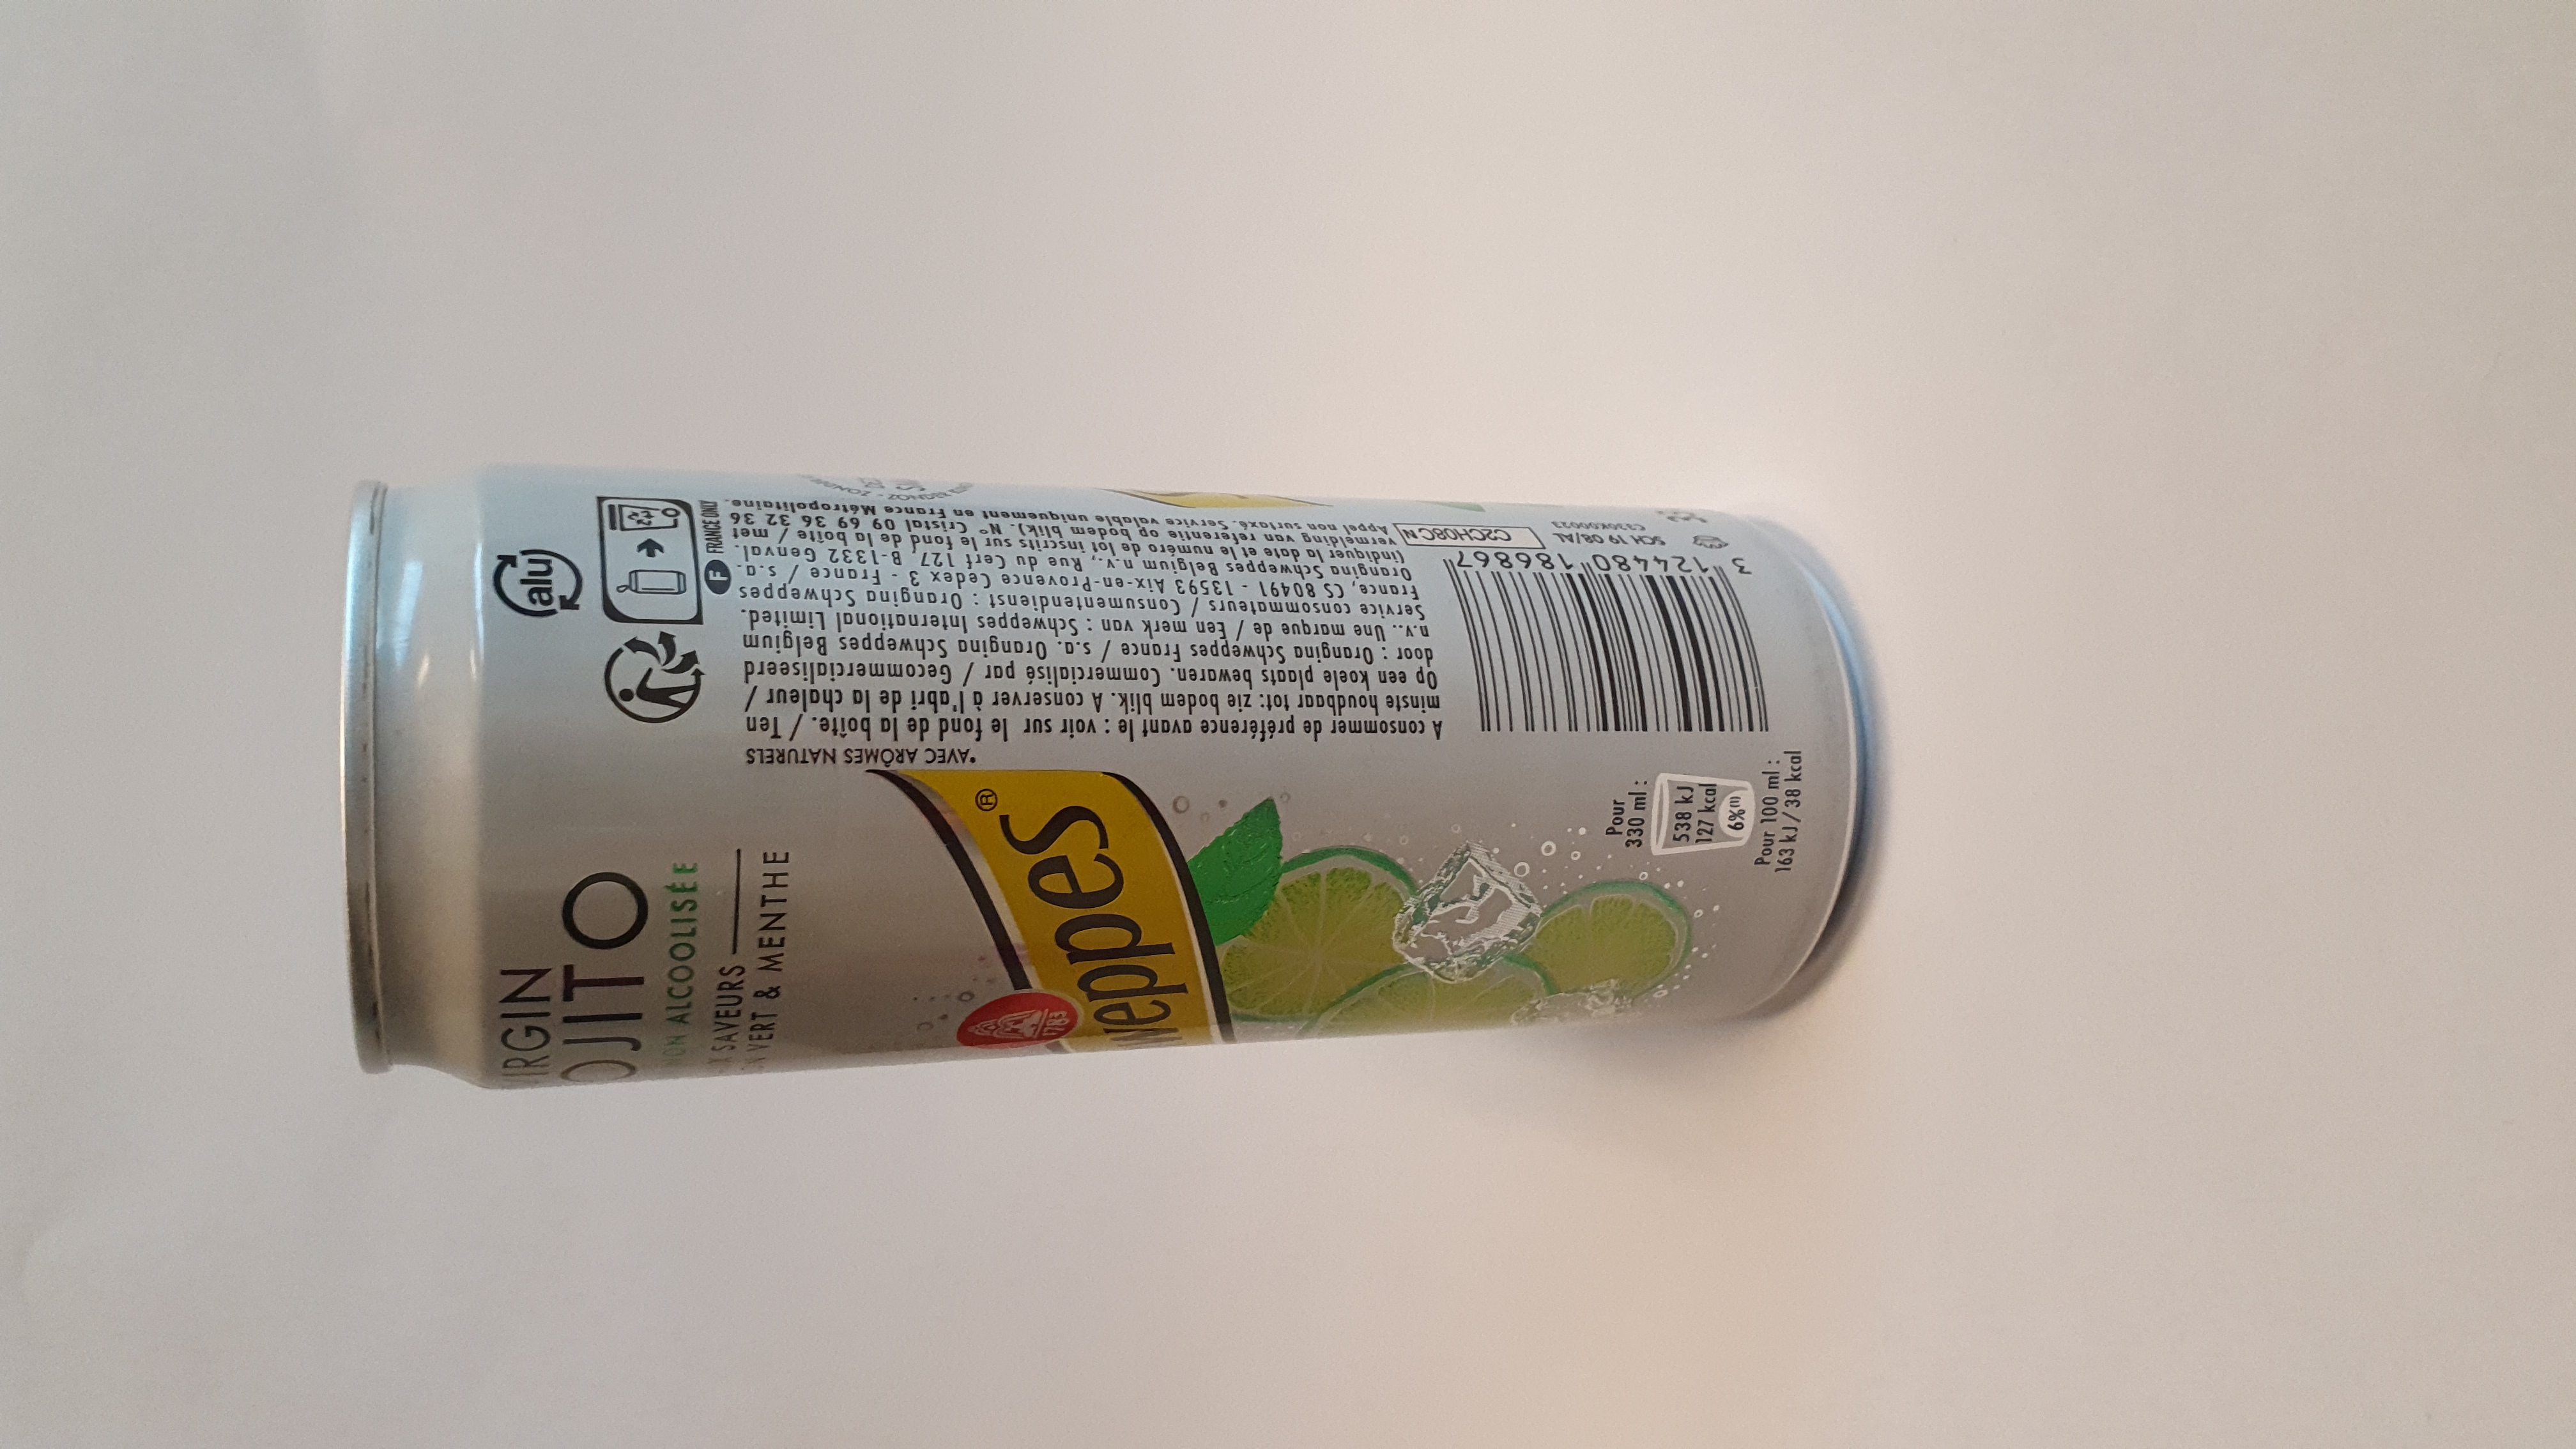 IRGIN
OJITO
NON ALCOOLISÉE
SAVEURS
VERT & MENTHE
1783
weppes®
Pour
330 ml :
538 kJ
127 kcal
6%(1)
Pour 100 ml :
163 kJ / 38 kcal
alu
F FRANCE ONLY
*AVEC ARÔMES NATURELS
A consommer de préférence avant le : voir sur le fond de la boîte. / Ten
minste houdbaar tot: zie bodem blik. A conserver à l'abri de la chaleur /
Op een koele plaats bewaren. Commercialisé par / Gecommercialiseerd
door : Orangina Schweppes France / s.a. Orangina Schweppes Belgium
n.v.. Une marque de / Een merk van : Schweppes International Limited.
Service consommateurs / Consumentendienst : Orangina Schweppes
France, CS 80491 - 13593 Aix-en-Provence Cedex 3 - France / s.a.
Orangina Schweppes Belgium n.v., Rue du Cerf 127, B-1332 Genval.
(indiquer la date et le numéro de lot inscrits sur le fond de la boîte / met
vermelding van referentie op bodem blik). N° Cristal 09 69 36 32 36
Appel non surtaxé. Service valable uniquement en France Métropolitaine.
3 124480 186867
C2CH08C N
SCH 19 08/AL